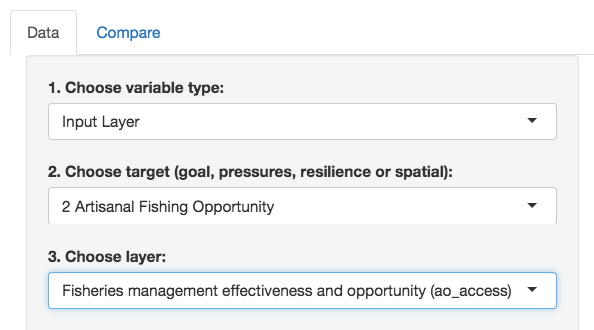 Data Compare
1. Choose variable type:
Input Layer
2. Choose target (goal, pressures, resilience or spatial):
2 Artisanal Fishing Opportunity
3. Choose layer:
Fisheries management effectiveness and opportunity (ao_access)